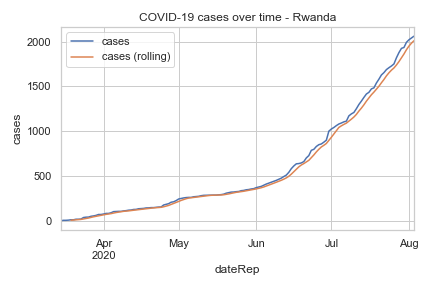 COVID-19 cases over time - Rwanda
cases
cases (rolling)
2000
1500
1000
500
0
cases
Apr
2020
May
Jun
Jul
Aug
dateRep